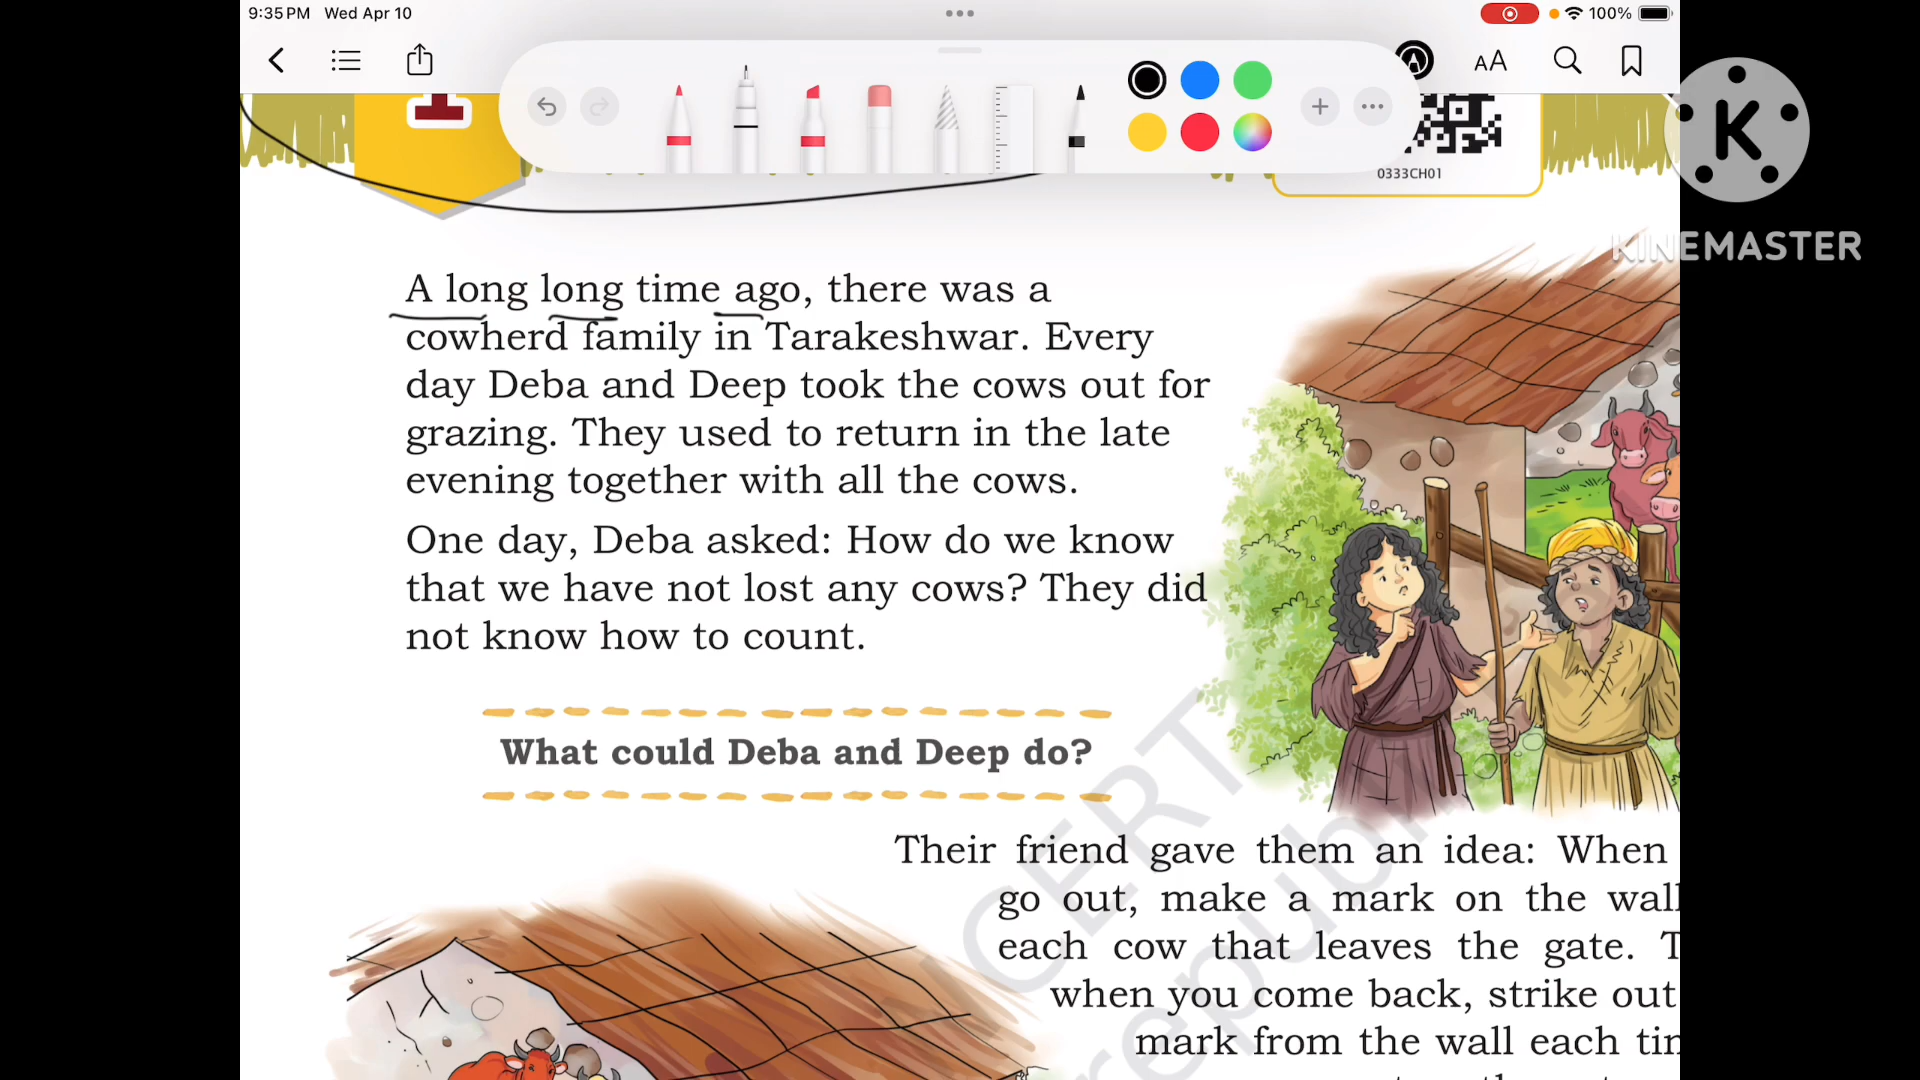 9:35 PM Wed Apr 10
100%
AA
1
0333CH01
K
KINEMASTER
A long long time ago, there was a
cowherd family in Tarakeshwar. Every
day Deba and Deep took the cows out for
grazing. They used to return in the late
evening together with all the cows.
One day, Deba asked: How do we know
that we have not lost any cows? They did
not know how to count.
What could Deba and Deep do?
Their friend gave them an idea: When
go out, make a mark on the wall
each cow that leaves the gate. T
when you come back, strike out
mark from the wall each